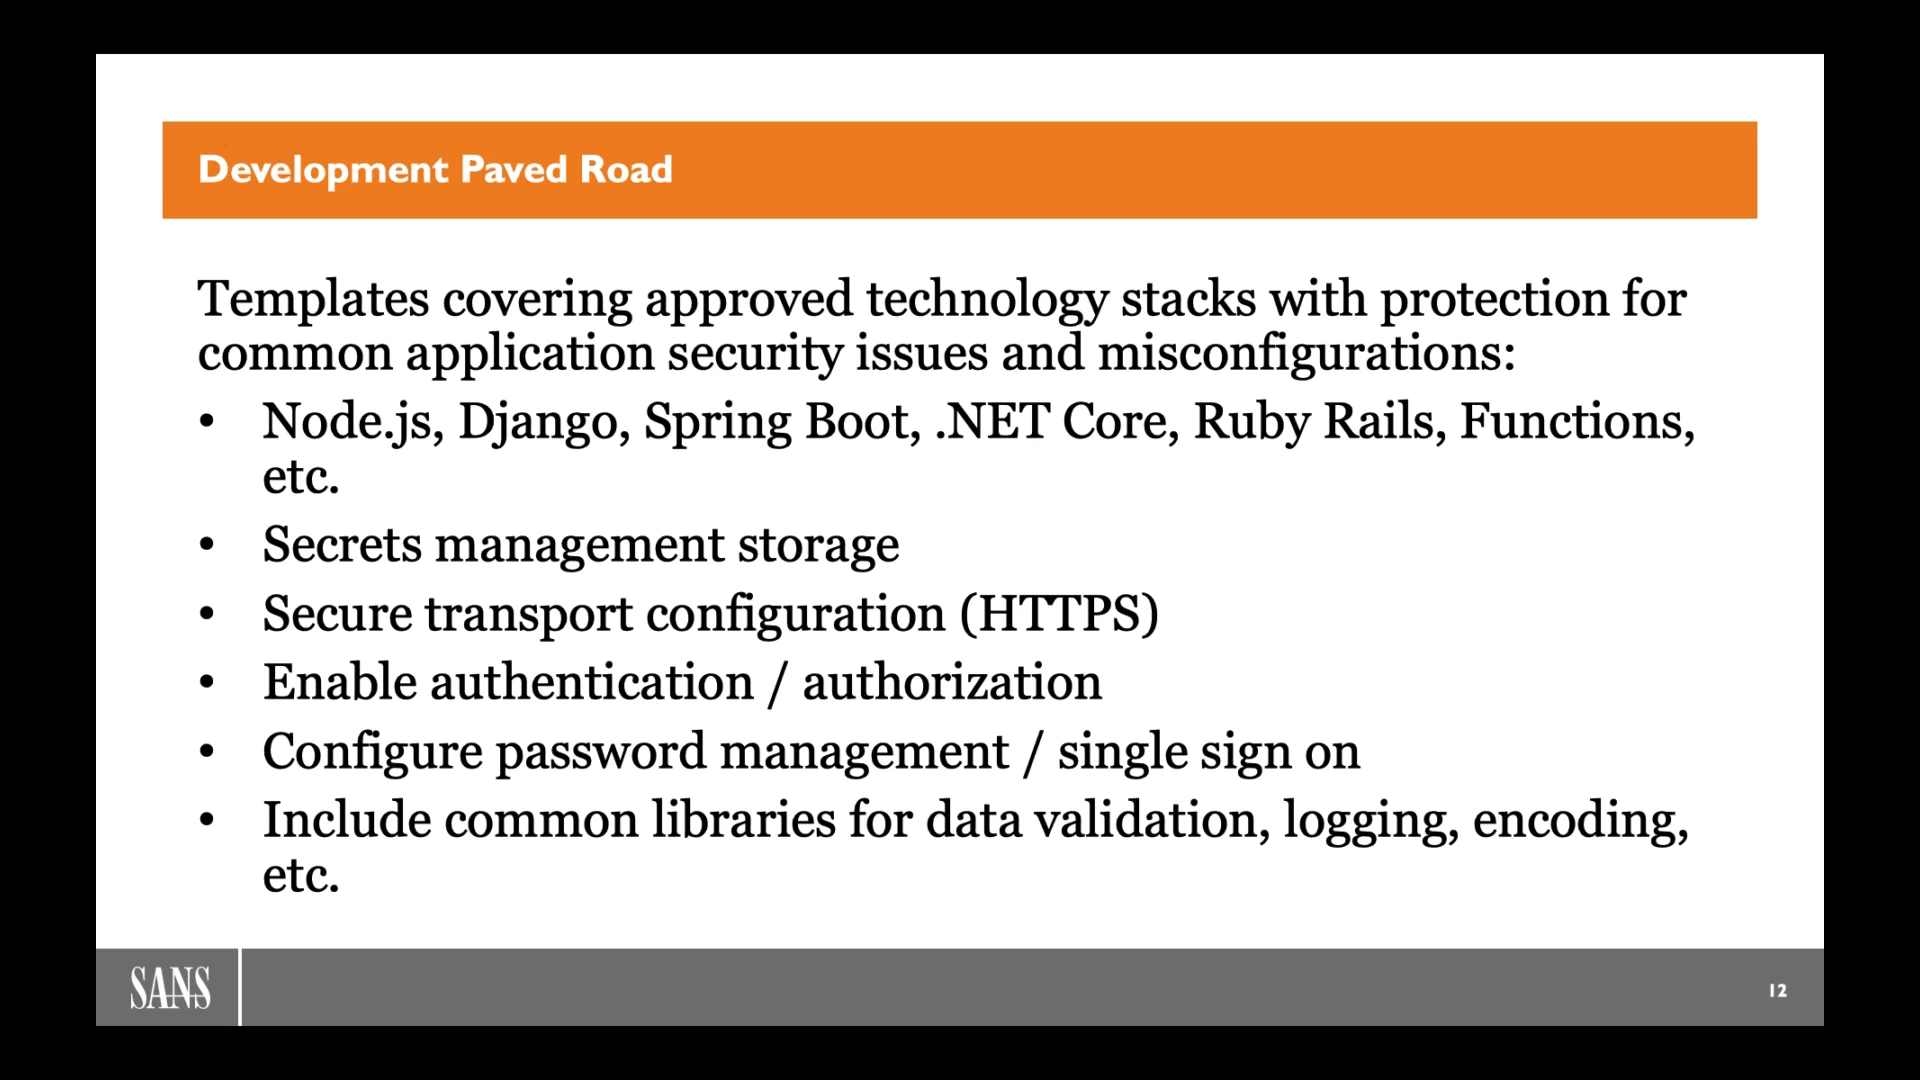 Development Paved Road
Templates covering approved technology stacks with protection for
common application security issues and misconfigurations:
• Node.js, Django, Spring Boot, .NET Core, Ruby Rails, Functions,
etc.
• Secrets management storage
• Secure transport configuration (HTTPS)
• Enable authentication / authorization
• Configure password management / single sign on
• Include common libraries for data validation, logging, encoding,
etc.
SANS
12